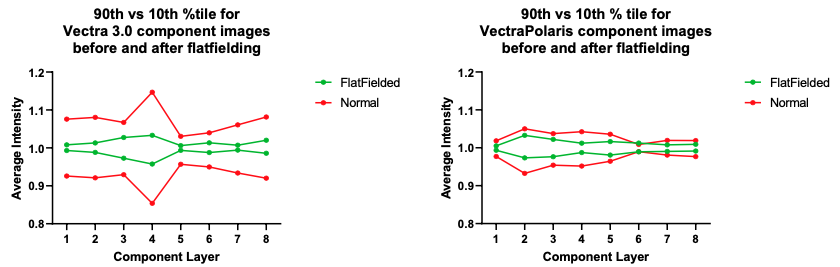 90th vs 10th %tile for
Vectra 3.0 component images
before and after flatfielding
1.2
1.1
1.0
0.9
0.8
Average Intensity
1 2 3 4 5 6 7 8
Component Layer
FlatFielded
Normal
90th vs 10th % tile for
VectraPolaris component images
before and after flatfielding
1.2
1.1
1.0
0.9
0.8
Average Intensity
1 2 3 4 5 6 7 8
Component Layer
FlatFielded
Normal